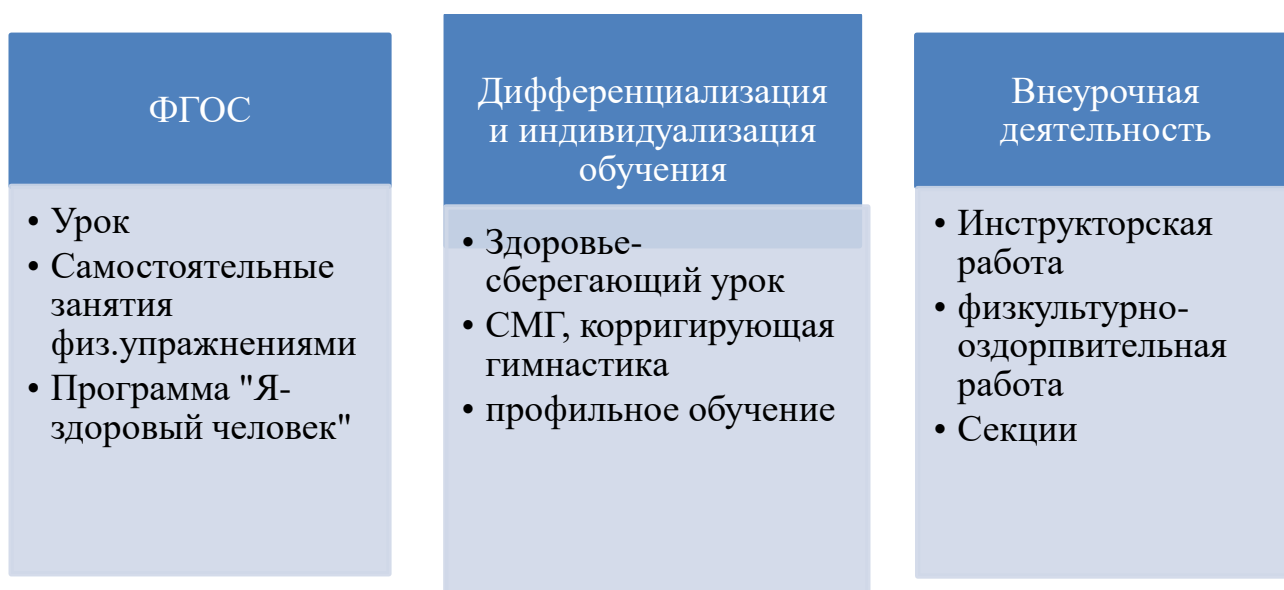 ФГОС
• Урок
• Самостоятельные
занятия
физ.упражнениями
• Программа "Я-
здоровый человек"
Дифференциализация
и индивидуализация
обучения
• Здоровье-
сберегающий урок
• СМГ, корригирующая
гимнастика
• профильное обучение
Внеурочная
деятельность
• Инструкторская
работа
• физкультурно-
оздорпвительная
работа
• Секции